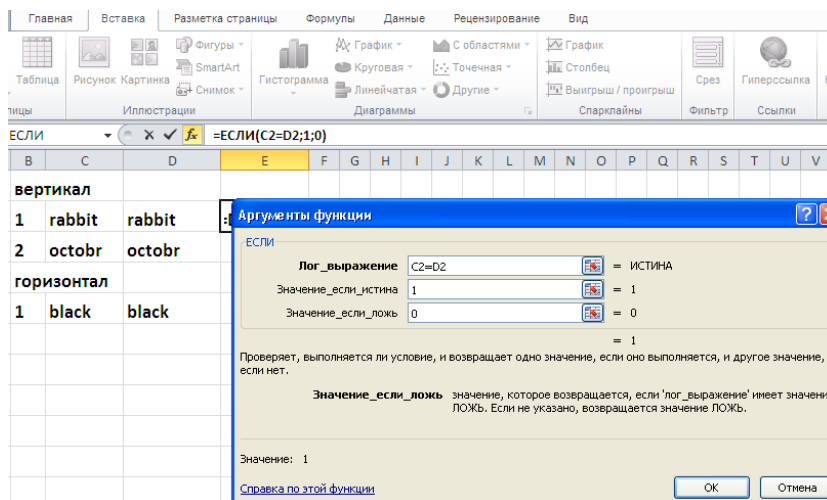 Главная Вставка Разметка страницы Формулы Данные Рецензирование Вид
Таблица Рисунок Картинка Фигуры SmartArt Снимок Гистограмма График Круговая Линейчатая С областями Точечная Другие График Столбец Выигрыш / проигрыш Срез Гиперссылка
Иллюстрации Диаграммы Спарклайны Фильтр Ссылки
ЕСЛИ fx =ЕСЛИ(C2=D2;1;0)
B C D E F G H I J K L M N O P Q R S T U V
вертикал
1 rabbit rabbit
2 octobr octobr
горизонтал
1 black black
Аргументы функции
ЕСЛИ
Лог_выражение C2=D2 = ИСТИНА
Значение_если_истина 1 = 1
Значение_если_ложь 0 = 0
= 1
Проверяет, выполняется ли условие, и возвращает одно значение, если оно выполняется, и другое значение,
если нет.
Значение_если_ложь значение, которое возвращается, если 'лог_выражение' имеет
ЛОЖЬ. Если не указано, возвращается значение ЛОЖЬ.
Значение: 1
Справка по этой функции OK Отмена